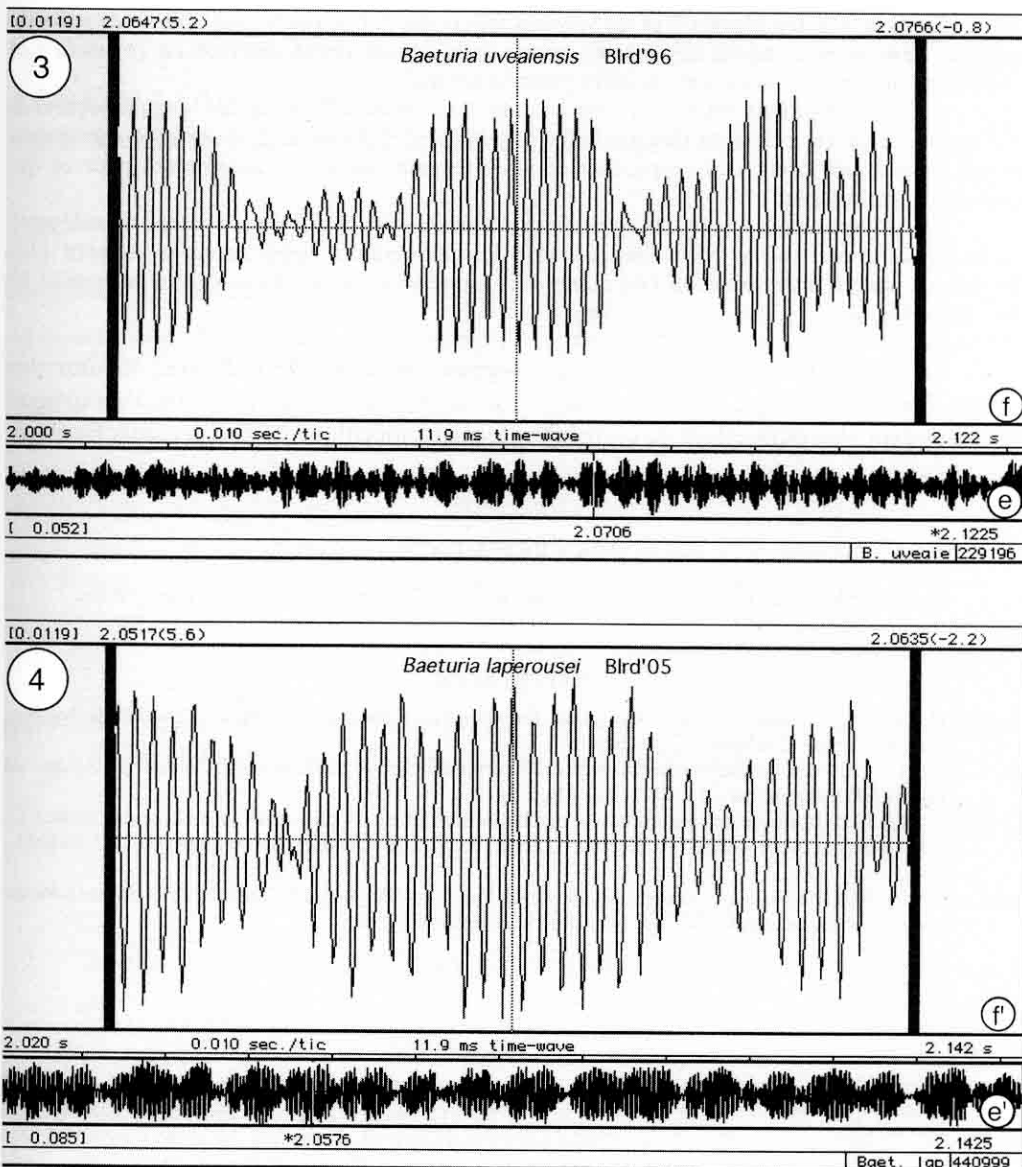 [0.0119] 2.0647(5.2) 2.0766(-0.8)
3
Baeturia uveaiensis Blrd'96
f
2.000 s 0.010 sec./tic 11.9 ms time-wave 2.122 s
e
[ 0.052] 2.0706 *2.1225
B. uveaie 229196
[0.0119] 2.0517(5.6) 2.0635(-2.2)
4
Baeturia laperousei Blrd'05
f'
2.020 s 0.010 sec./tic 11.9 ms time-wave 2.142 s
e'
[ 0.085] *2.0576 2.1425
Baet. lap 440999